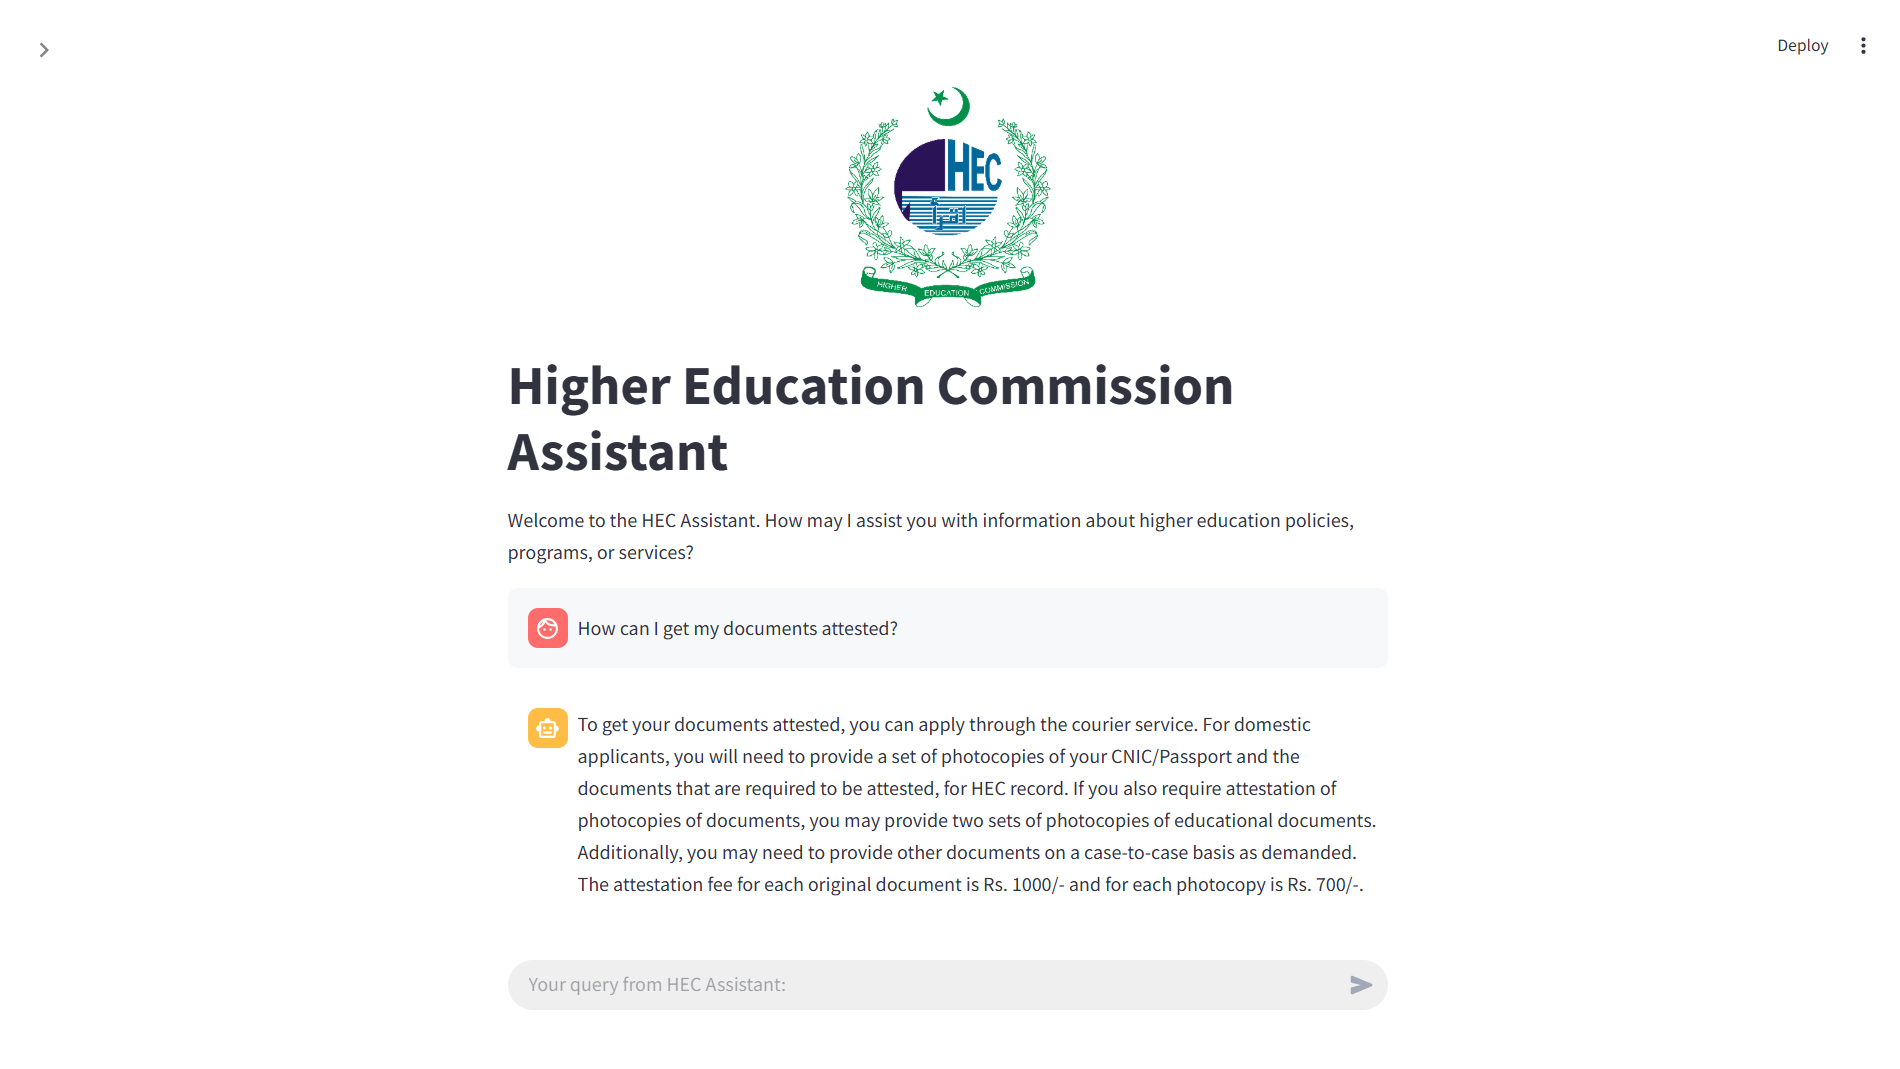 Deploy
HEC
اقرأ
HIGHER EDUCATION COMMISSION
Higher Education Commission
Assistant
Welcome to the HEC Assistant. How may I assist you with information about higher education policies,
programs, or services?
How can I get my documents attested?
To get your documents attested, you can apply through the courier service. For domestic
applicants, you will need to provide a set of photocopies of your CNIC/Passport and the
documents that are required to be attested, for HEC record. If you also require attestation of
photocopies of documents, you may provide two sets of photocopies of educational documents.
Additionally, you may need to provide other documents on a case-to-case basis as demanded.
The attestation fee for each original document is Rs. 1000/- and for each photocopy is Rs. 700/-.
Your query from HEC Assistant: